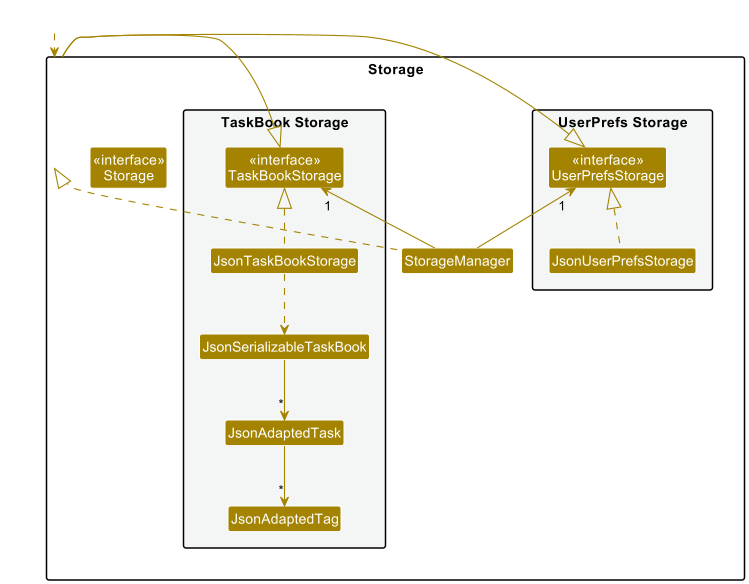 Storage
TaskBook Storage
UserPrefs Storage
«interface»
Storage
«interface»
TaskBookStorage
«interface»
UserPrefsStorage
1
1
JsonTaskBookStorage
StorageManager
JsonUserPrefsStorage
JsonSerializableTaskBook
*
JsonAdaptedTask
*
JsonAdaptedTag